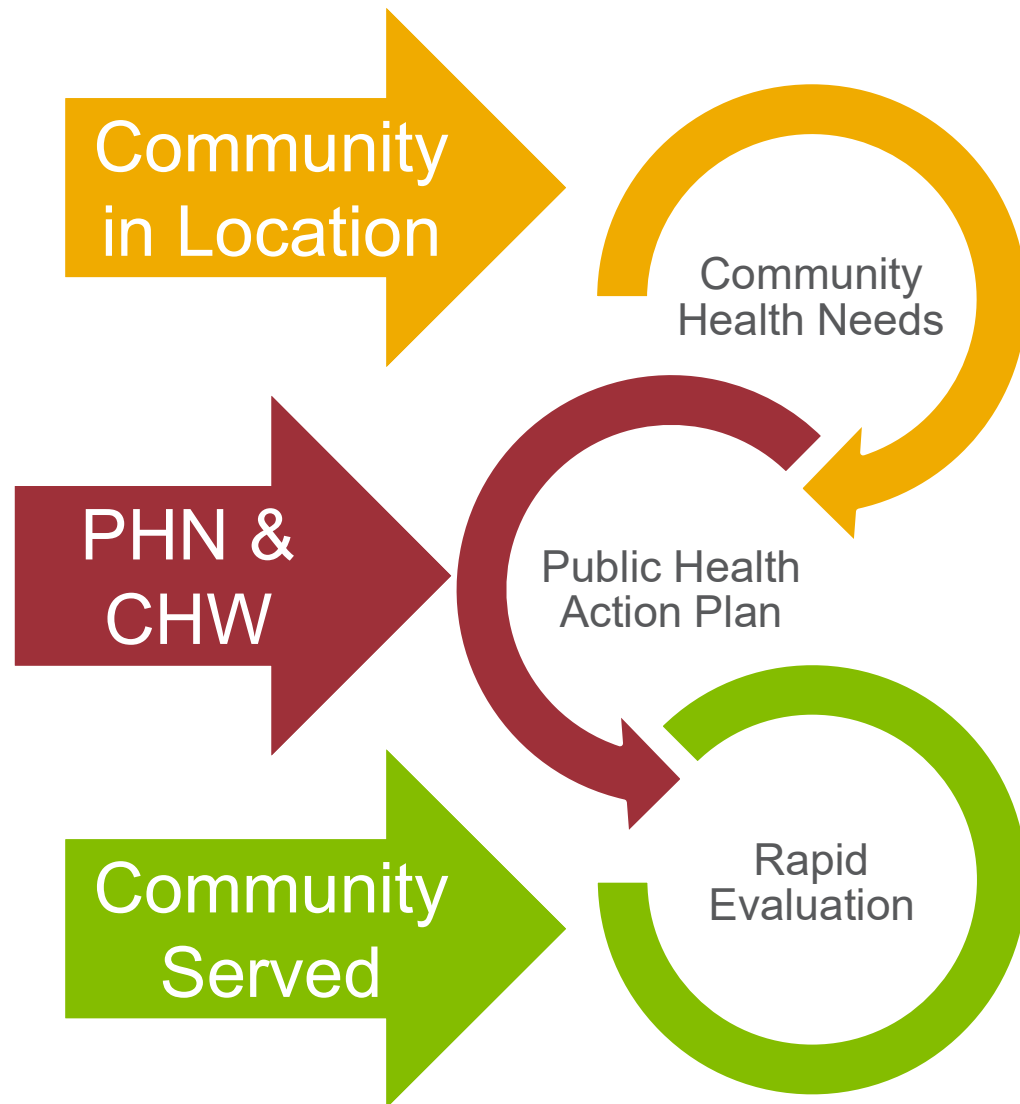 Community
in Location
Community
Health Needs
PHN &
CHW
Public Health
Action Plan
Community
Served
Rapid
Evaluation